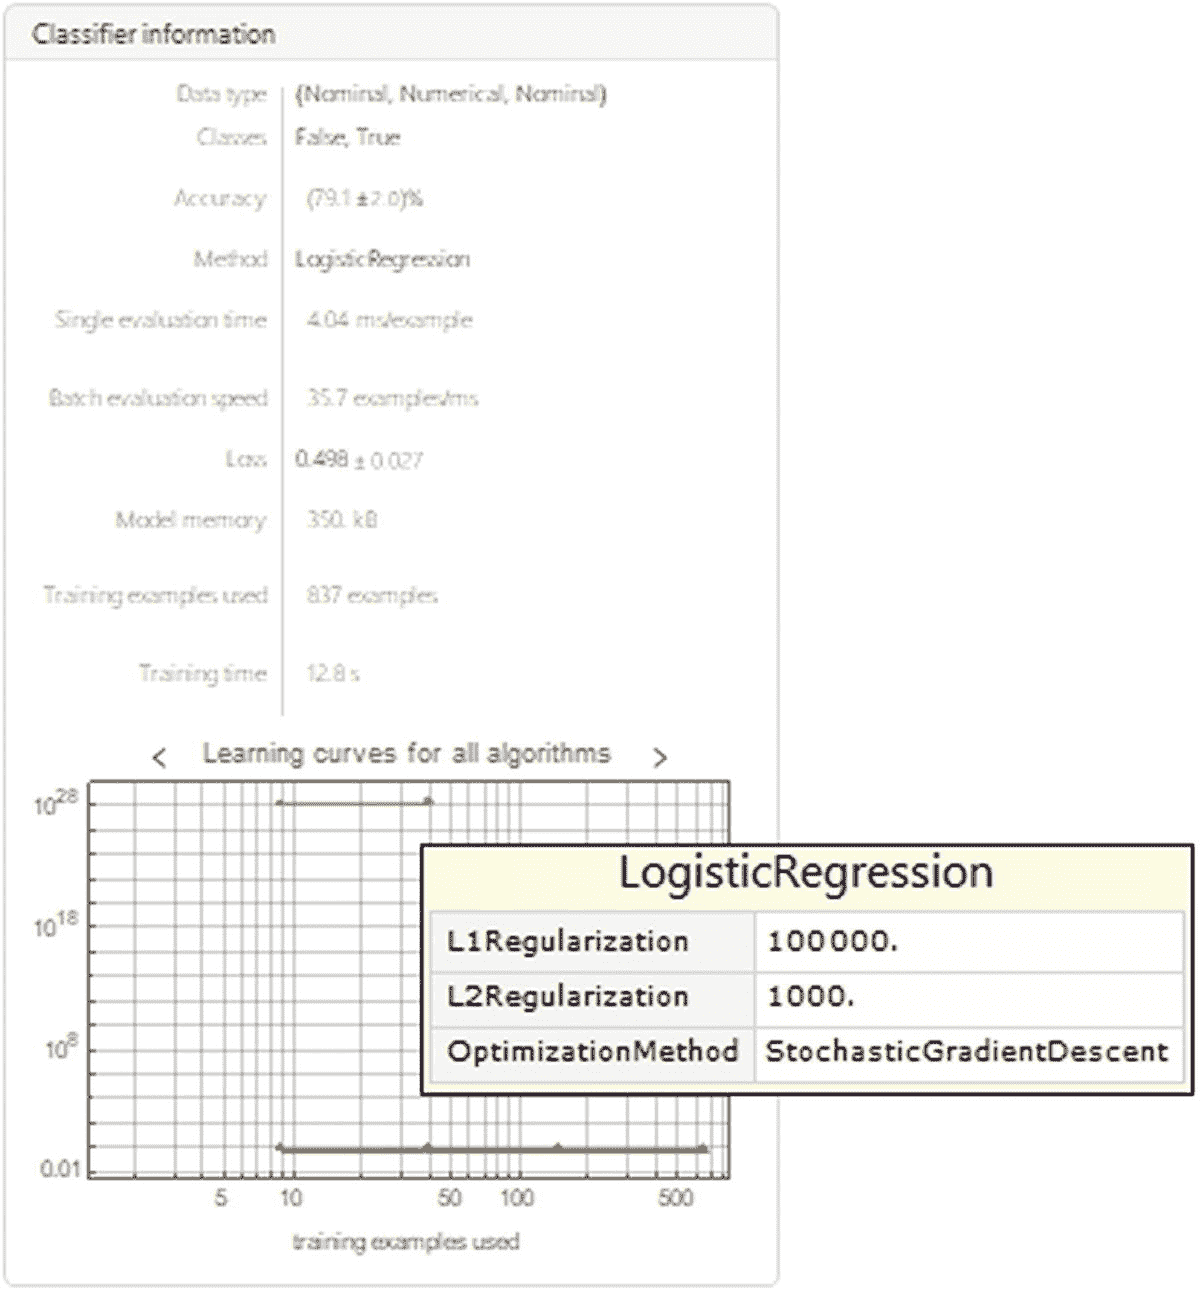 Classifier information
Data type {Nominal, Numerical, Nominal}
Classes False, True
Accuracy (79.1 ± 2.0)%
Method LogisticRegression
Single evaluation time 4.04 ms/example
Batch evaluation speed 35.7 examples/ms
Loss 0.498 ± 0.027
Model memory 350. kB
Training examples used 837 examples
Training time 12.8 s
< Learning curves for all algorithms >
10^28
10^18
10^8
0.01
5 10 50 100 500
training examples used
LogisticRegression
L1Regularization 100000.
L2Regularization 1000.
OptimizationMethod StochasticGradientDescent